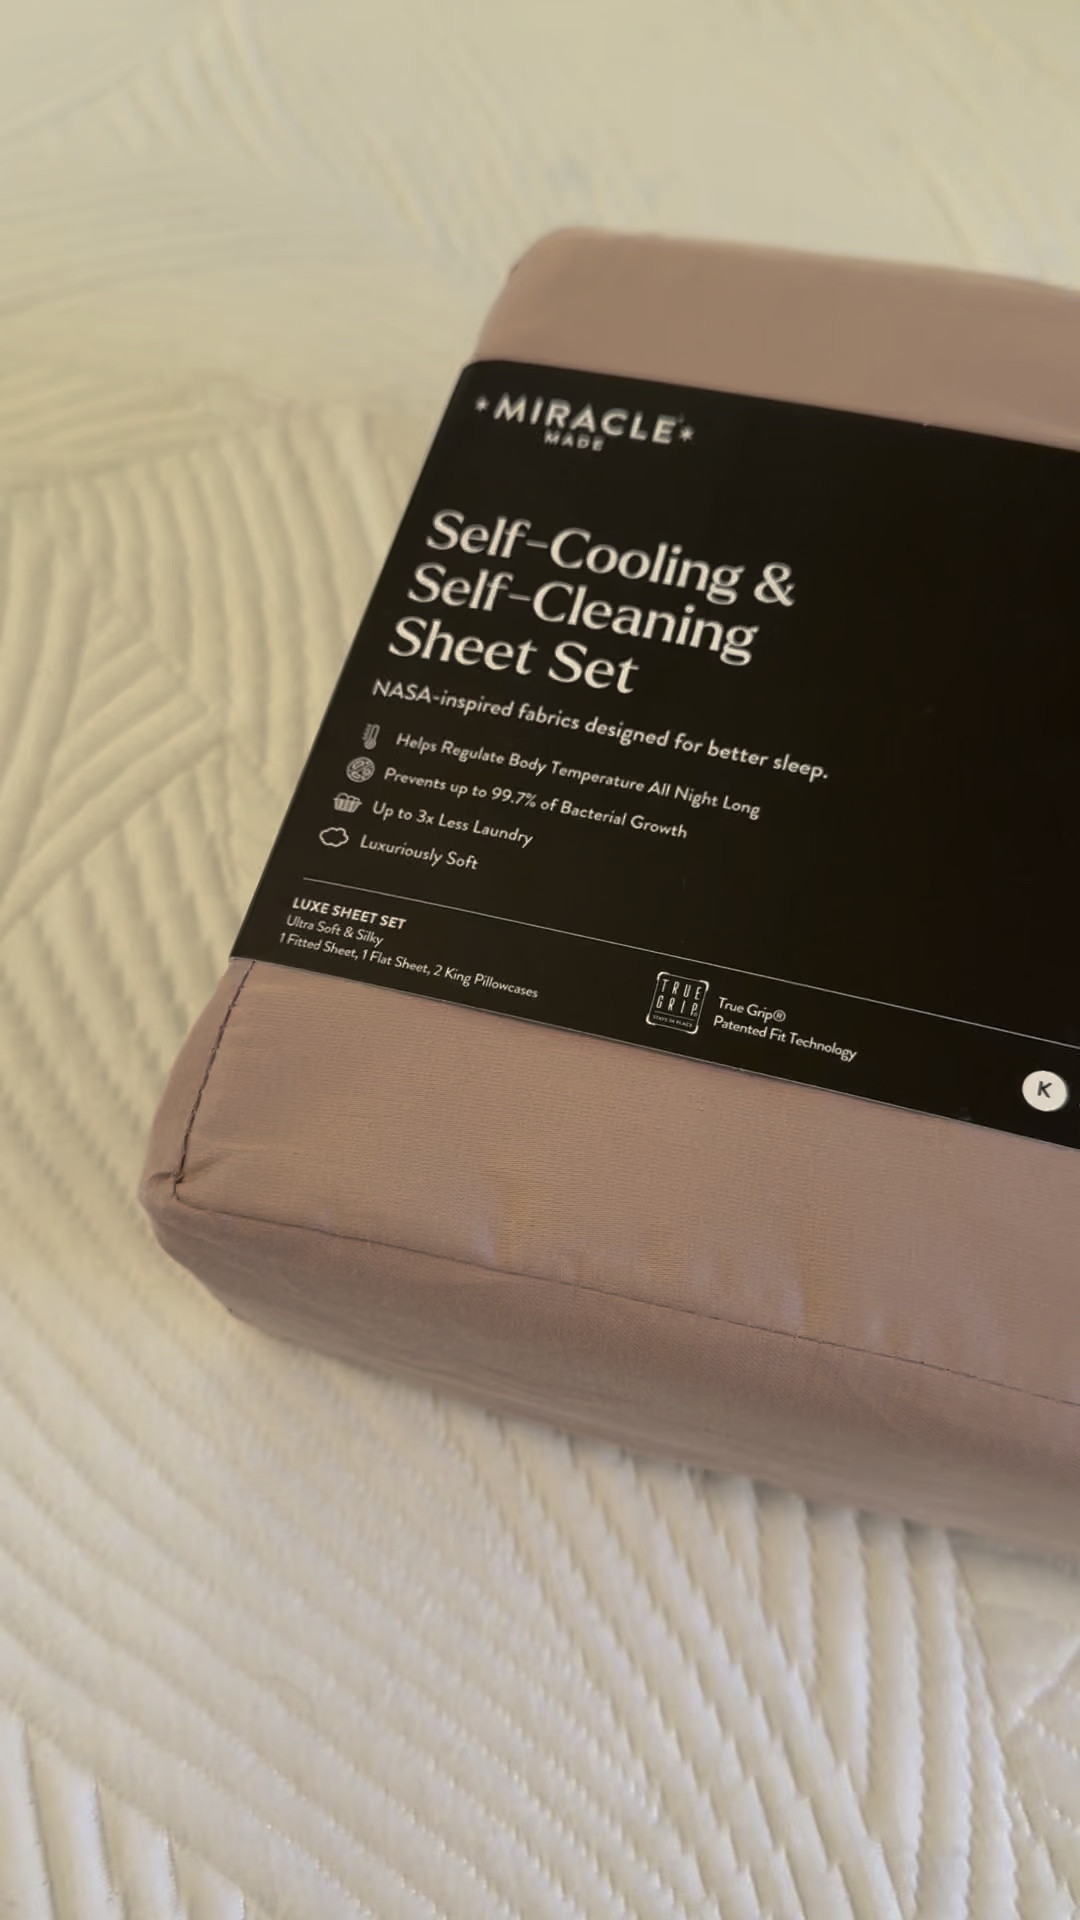 MIRACLE
MADE
Self-Cooling &
Self-Cleaning
Sheet Set
NASA-inspired fabrics designed for better sleep.
Helps Regulate Body Temperature All Night Long
Prevents up to 99.7% of Bacterial Growth
Up to 3x Less Laundry
Luxuriously Soft
LUXE SHEET SET
Ultra Soft & Silky
1 Fitted Sheet, 1 Flat Sheet, 2 King Pillowcases
TRUE
GRIP
STAYS IN PLACE
True Grip®
Patented Fit Technology
K